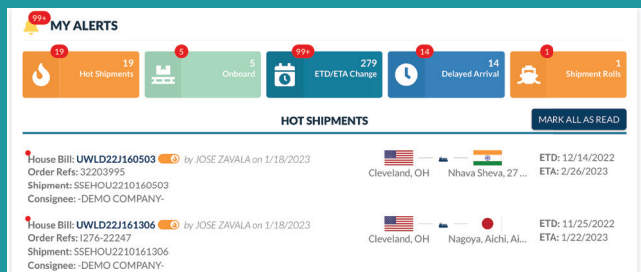 99+
MY ALERTS
19
19
Hot Shipments
5
5
Onboard
99+
279
ETD/ETA Change
14
14
Delayed Arrival
1
1
Shipment Rolls
HOT SHIPMENTS
MARK ALL AS READ
House Bill: UWLD22J160503 by JOSE ZAVALA on 1/18/2023
Order Refs: 32203995
Shipment: SSEHOU2210160503
Consignee: -DEMO COMPANY-
Cleveland, OH
Nhava Sheva, 27 ...
ETD: 12/14/2022
ETA: 2/26/2023
House Bill: UWLD22J161306 by JOSE ZAVALA on 1/18/2023
Order Refs: I276-22247
Shipment: SSEHOU2210161306
Consignee: -DEMO COMPANY-
Cleveland, OH
Nagoya, Aichi, Ai...
ETD: 11/25/2022
ETA: 1/22/2023